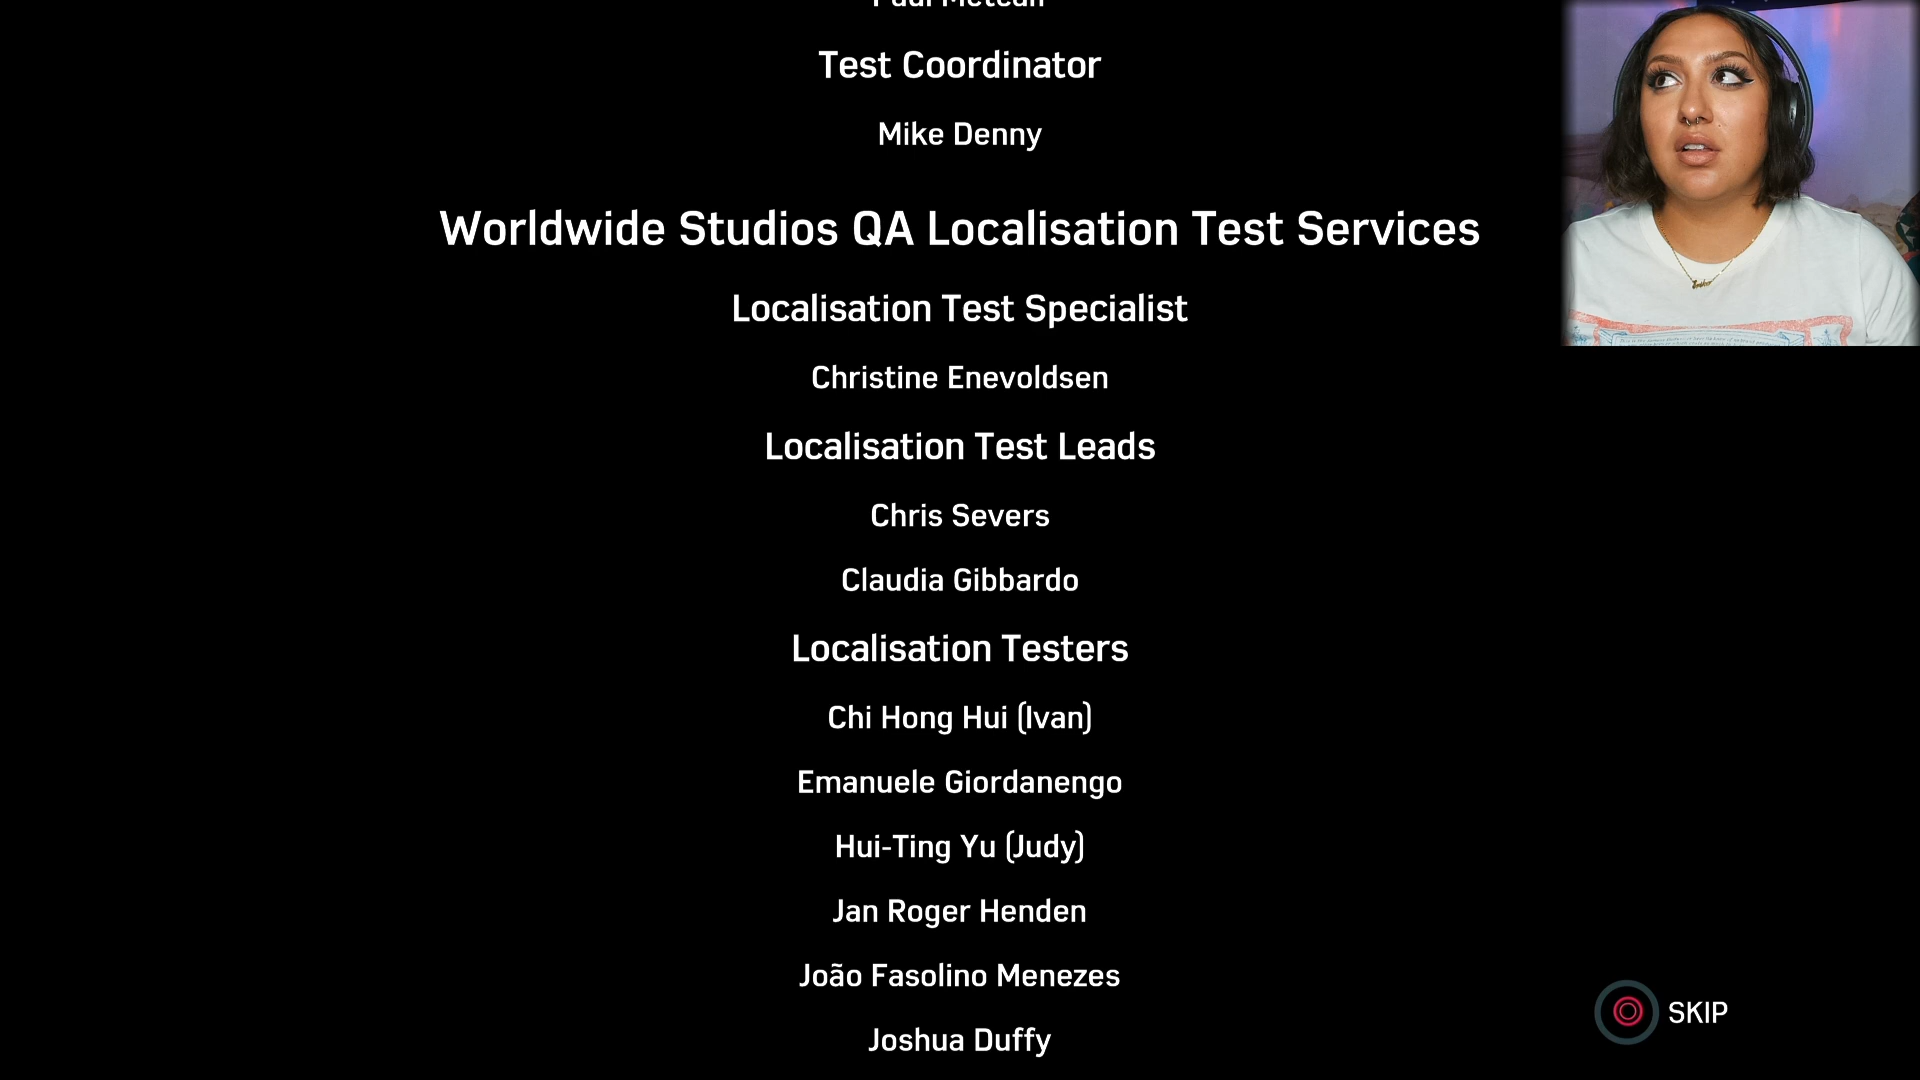 Test Coordinator
Mike Denny
Worldwide Studios QA Localisation Test Services
Localisation Test Specialist
Christine Enevoldsen
Localisation Test Leads
Chris Severs
Claudia Gibbardo
Localisation Testers
Chi Hong Hui (Ivan)
Emanuele Giordanengo
Hui-Ting Yu (Judy)
Jan Roger Henden
João Fasolino Menezes
Joshua Duffy
SKIP